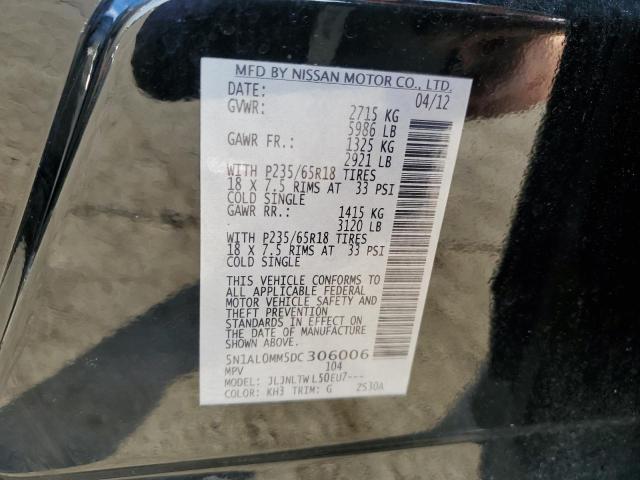 MFD BY NISSAN MOTOR CO., LTD.
DATE: 04/12
GVWR: 2715 KG
5986 LB
GAWR FR.: 1325 KG
2921 LB
WITH P235/65R18 TIRES
18 X 7.5 RIMS AT 33 PSI
COLD SINGLE
GAWR RR.: 1415 KG
3120 LB
WITH P235/65R18 TIRES
18 X 7.5 RIMS AT 33 PSI
COLD SINGLE
THIS VEHICLE CONFORMS TO
ALL APPLICABLE FEDERAL
MOTOR VEHICLE SAFETY AND
THEFT PREVENTION
STANDARDS IN EFFECT ON
THE DATE OF MANUFACTURE
SHOWN ABOVE.
5N1AL0MM5DC 306006
MPV 104
MODEL: JLJNLTW L50EU7---
COLOR: KH3 TRIM: G ZS30A